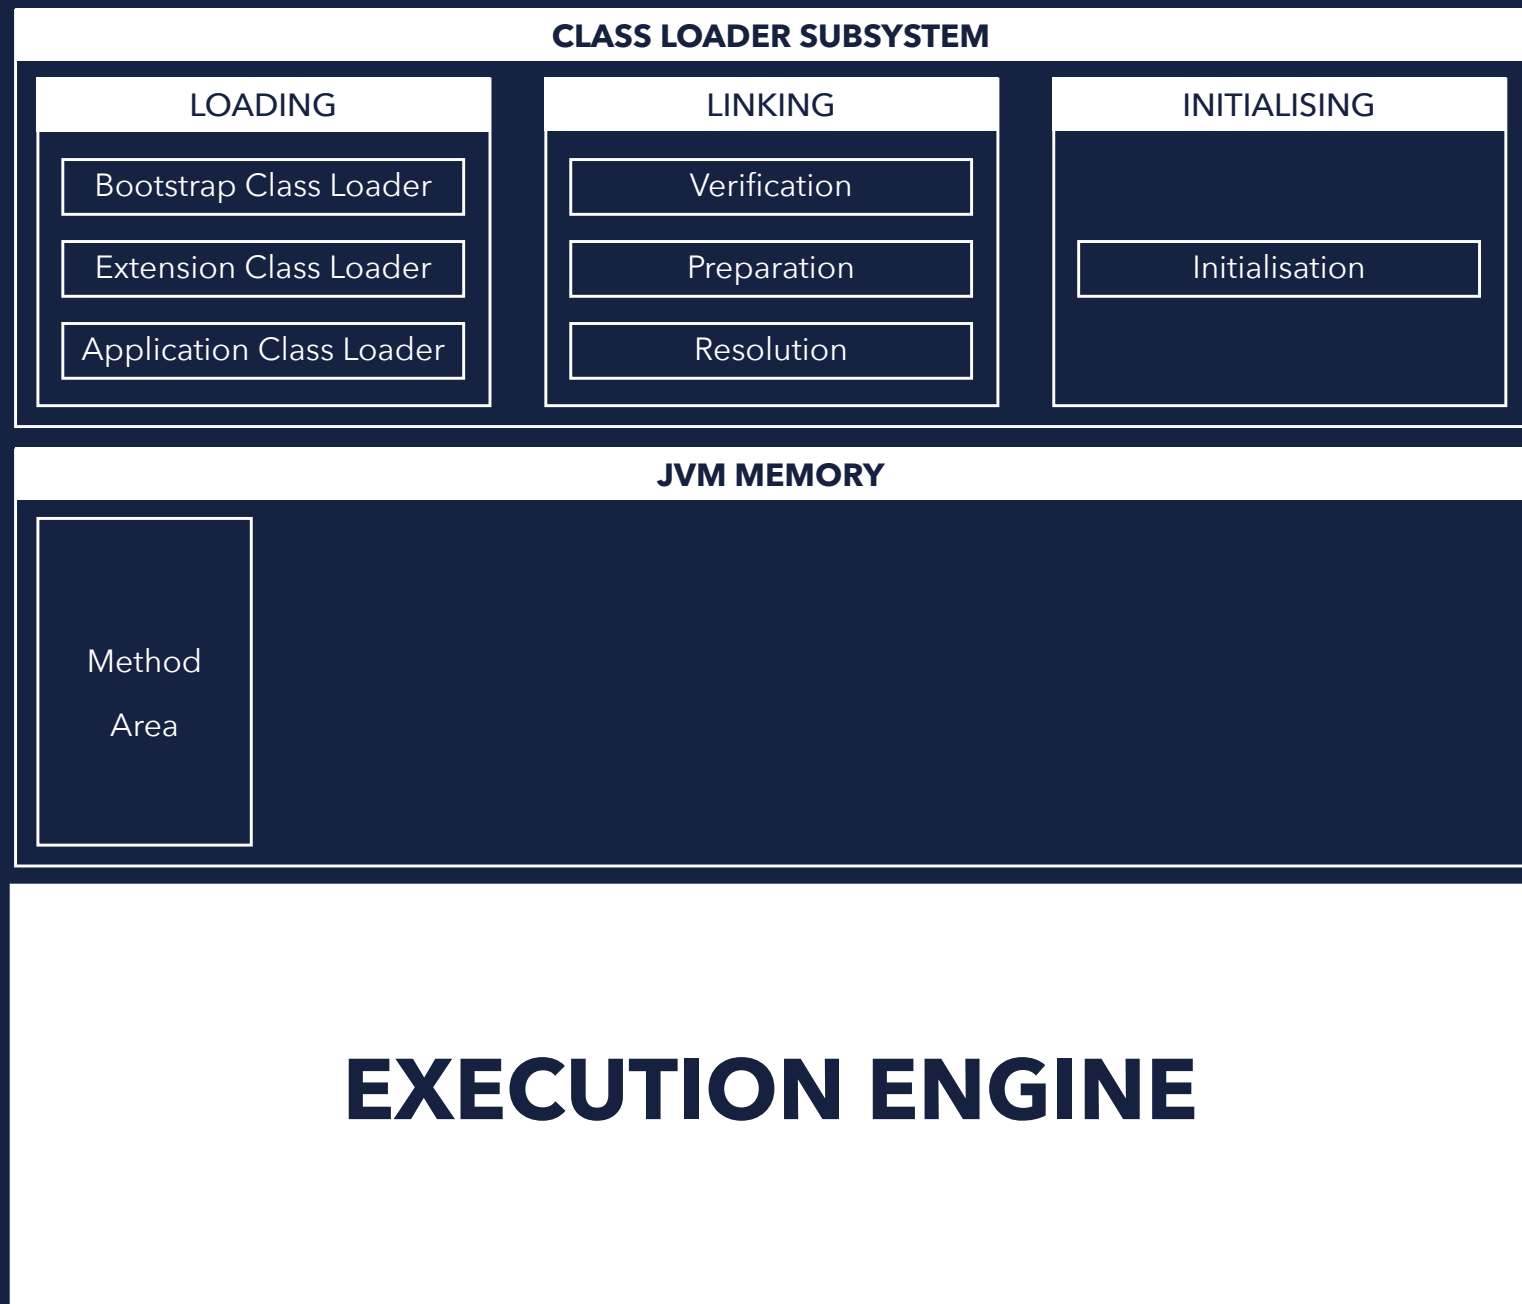 CLASS LOADER SUBSYSTEM
LOADING
Bootstrap Class Loader
Extension Class Loader
Application Class Loader
LINKING
Verification
Preparation
Resolution
INITIALISING
Initialisation
JVM MEMORY
Method
Area
EXECUTION ENGINE